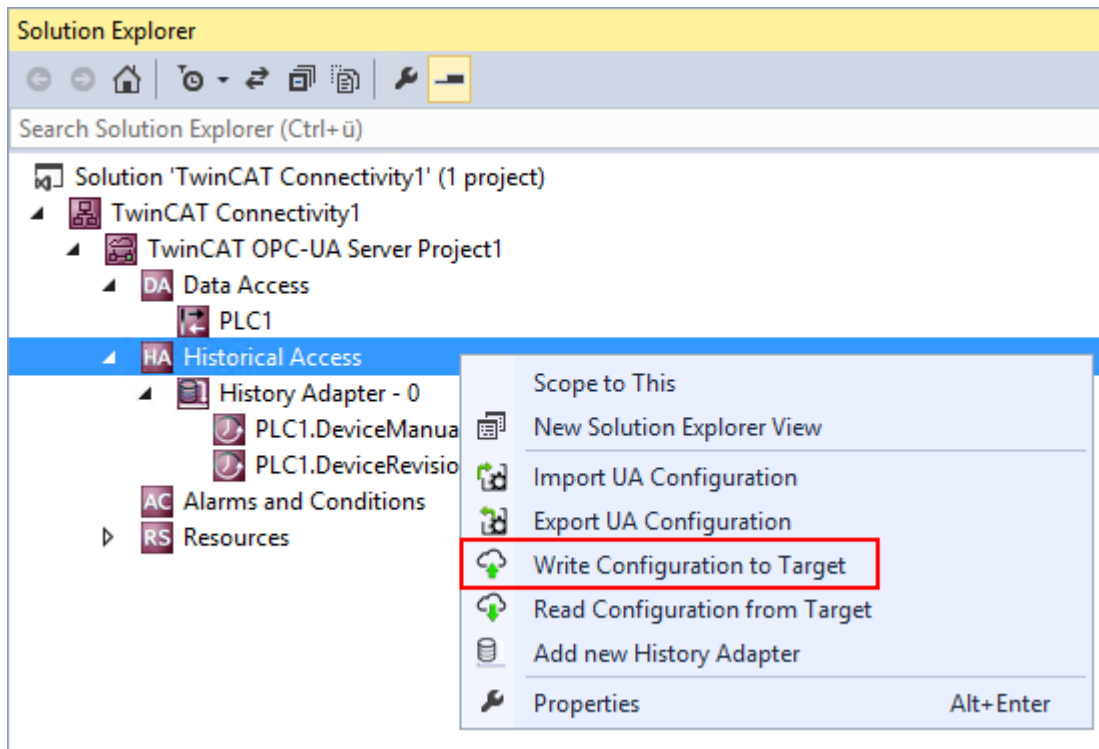 Solution Explorer
Search Solution Explorer (Ctrl+ü)
Solution 'TwinCAT Connectivity1' (1 project)
TwinCAT Connectivity1
TwinCAT OPC-UA Server Project1
DA Data Access
PLC1
HA Historical Access
History Adapter - 0
PLC1.DeviceManua
PLC1.DeviceRevisio
AC Alarms and Conditions
RS Resources
Scope to This
New Solution Explorer View
Import UA Configuration
Export UA Configuration
Write Configuration to Target
Read Configuration from Target
Add new History Adapter
Properties Alt+Enter